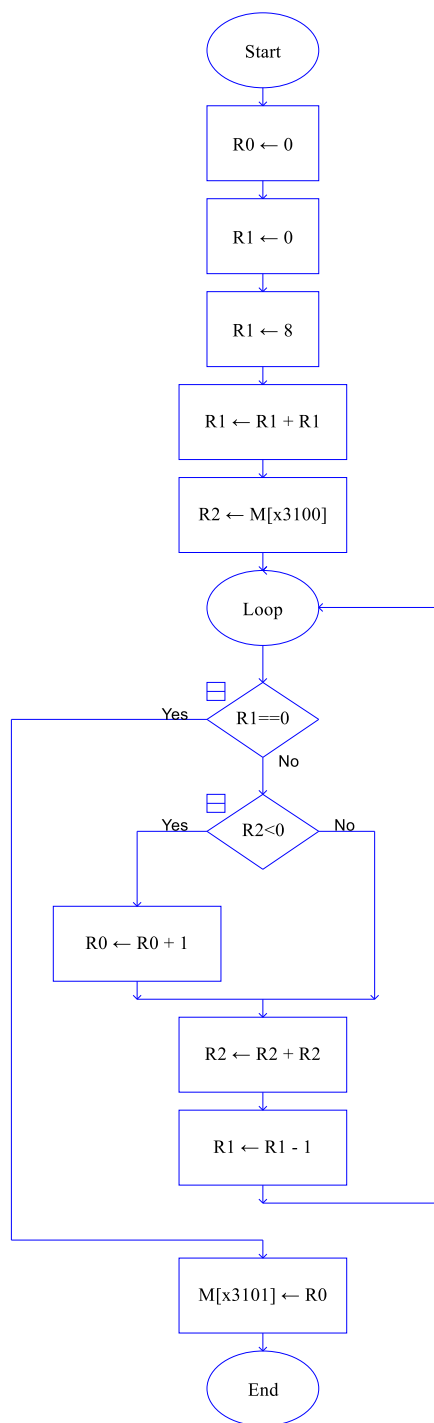 Start
R0 ← 0
R1 ← 0
R1 ← 8
R1 ← R1 + R1
R2 ← M[x3100]
Loop
Yes
R1==0
No
Yes
R2<0
No
R0 ← R0 + 1
R2 ← R2 + R2
R1 ← R1 - 1
M[x3101] ← R0
End